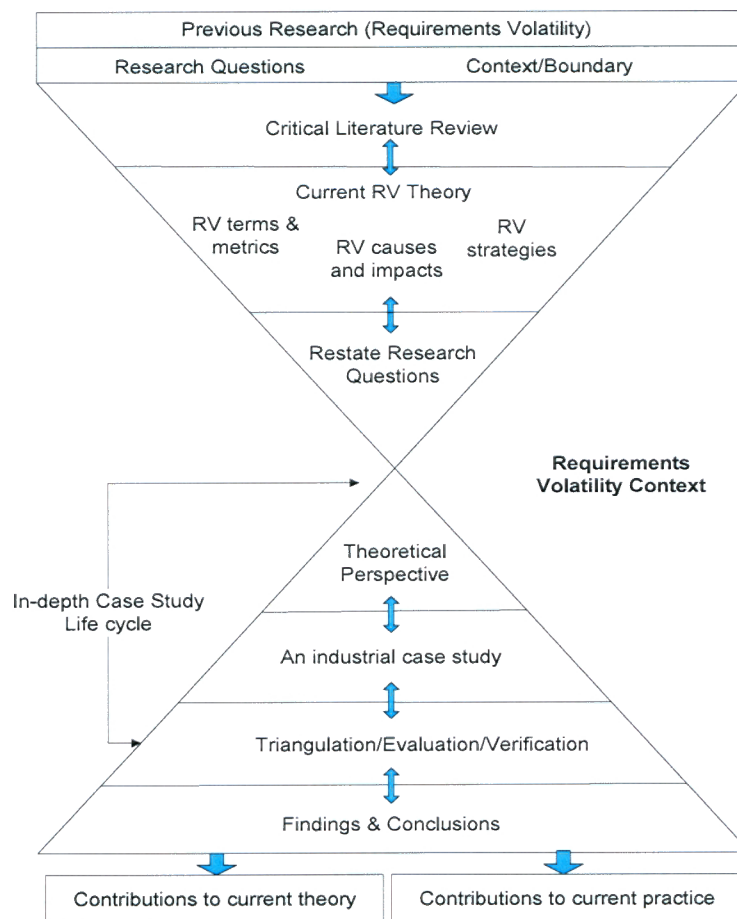 Previous Research (Requirements Volatility)
Research Questions
Context/Boundary
Critical Literature Review
Current RV Theory
RV terms &
metrics
RV causes
and impacts
RV
strategies
Restate Research
Questions
Requirements
Volatility Context
Theoretical
Perspective
In-depth Case Study
Life cycle
An industrial case study
Triangulation/Evaluation/Verification
Findings & Conclusions
Contributions to current theory
Contributions to current practice